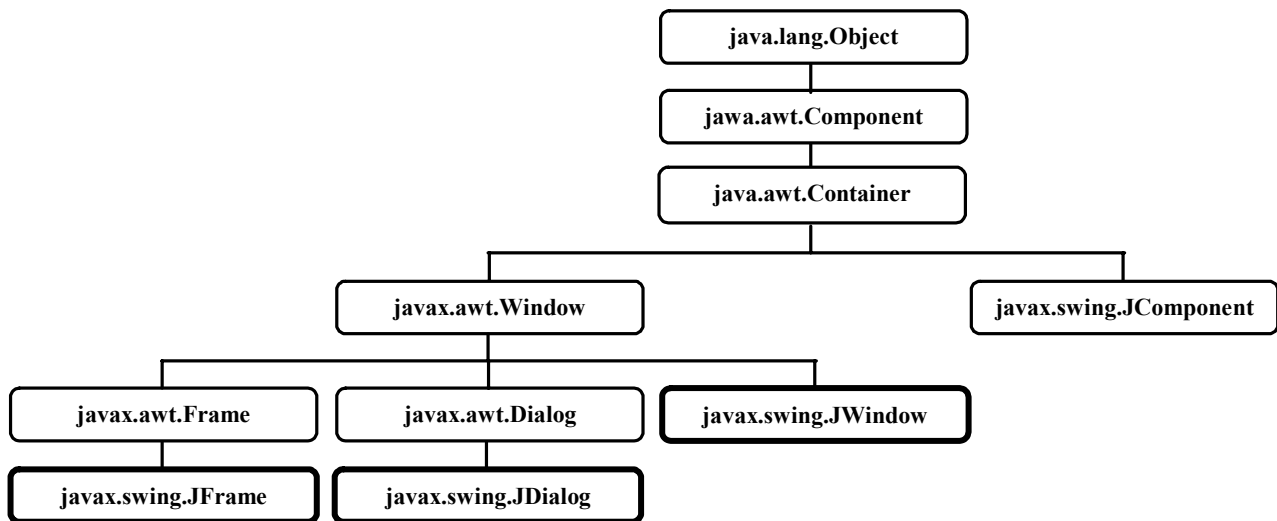 java.lang.Object
jawa.awt.Component
java.awt.Container
javax.awt.Window
javax.swing.JComponent
javax.awt.Frame
javax.awt.Dialog
javax.swing.JWindow
javax.swing.JFrame
javax.swing.JDialog